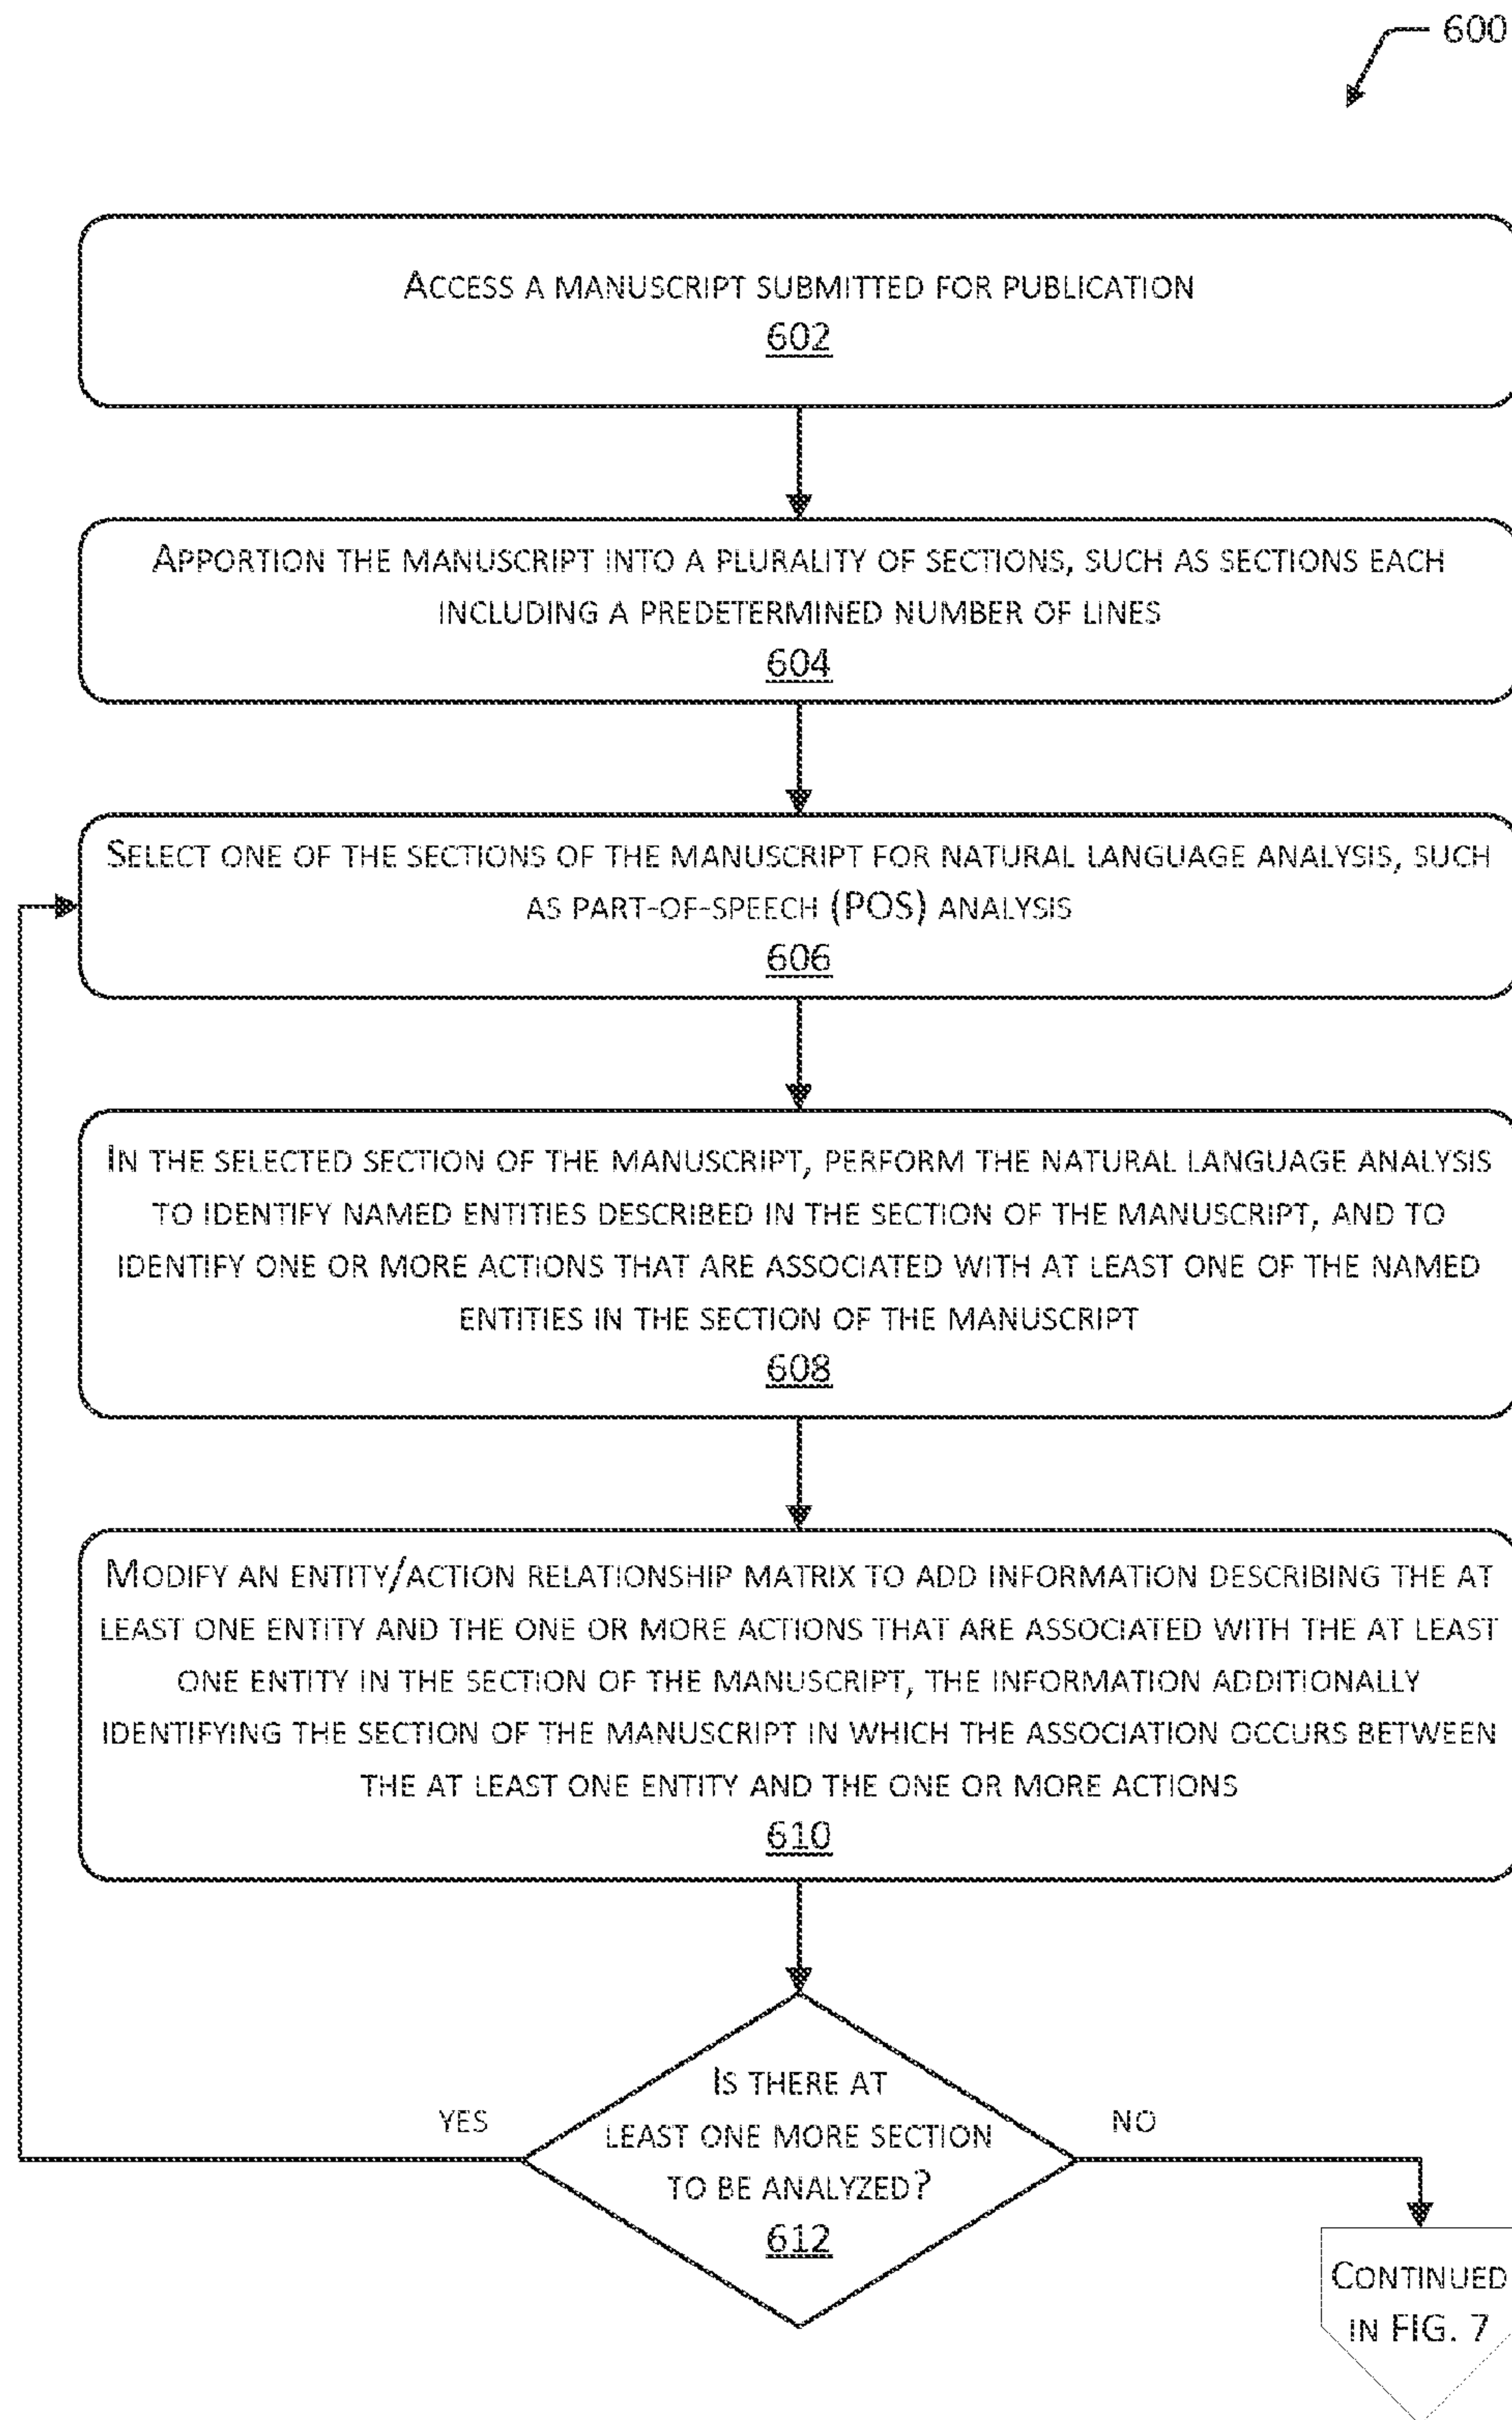 600
ACCESS A MANUSCRIPT SUBMITTED FOR PUBLICATION
602
APPORTION THE MANUSCRIPT INTO A PLURALITY OF SECTIONS, SUCH AS SECTIONS EACH
INCLUDING A PREDETERMINED NUMBER OF LINES
604
SELECT ONE OF THE SECTIONS OF THE MANUSCRIPT FOR NATURAL LANGUAGE ANALYSIS, SUCH
AS PART-OF-SPEECH (POS) ANALYSIS
606
IN THE SELECTED SECTION OF THE MANUSCRIPT, PERFORM THE NATURAL LANGUAGE ANALYSIS
TO IDENTIFY NAMED ENTITIES DESCRIBED IN THE SECTION OF THE MANUSCRIPT, AND TO
IDENTIFY ONE OR MORE ACTIONS THAT ARE ASSOCIATED WITH AT LEAST ONE OF THE NAMED
ENTITIES IN THE SECTION OF THE MANUSCRIPT
608
MODIFY AN ENTITY/ACTION RELATIONSHIP MATRIX TO ADD INFORMATION DESCRIBING THE AT
LEAST ONE ENTITY AND THE ONE OR MORE ACTIONS THAT ARE ASSOCIATED WITH THE AT LEAST
ONE ENTITY IN THE SECTION OF THE MANUSCRIPT, THE INFORMATION ADDITIONALLY
IDENTIFYING THE SECTION OF THE MANUSCRIPT IN WHICH THE ASSOCIATION OCCURS BETWEEN
THE AT LEAST ONE ENTITY AND THE ONE OR MORE ACTIONS
610
IS THERE AT
LEAST ONE MORE SECTION
TO BE ANALYZED?
612
YES
NO
CONTINUED
IN FIG. 7